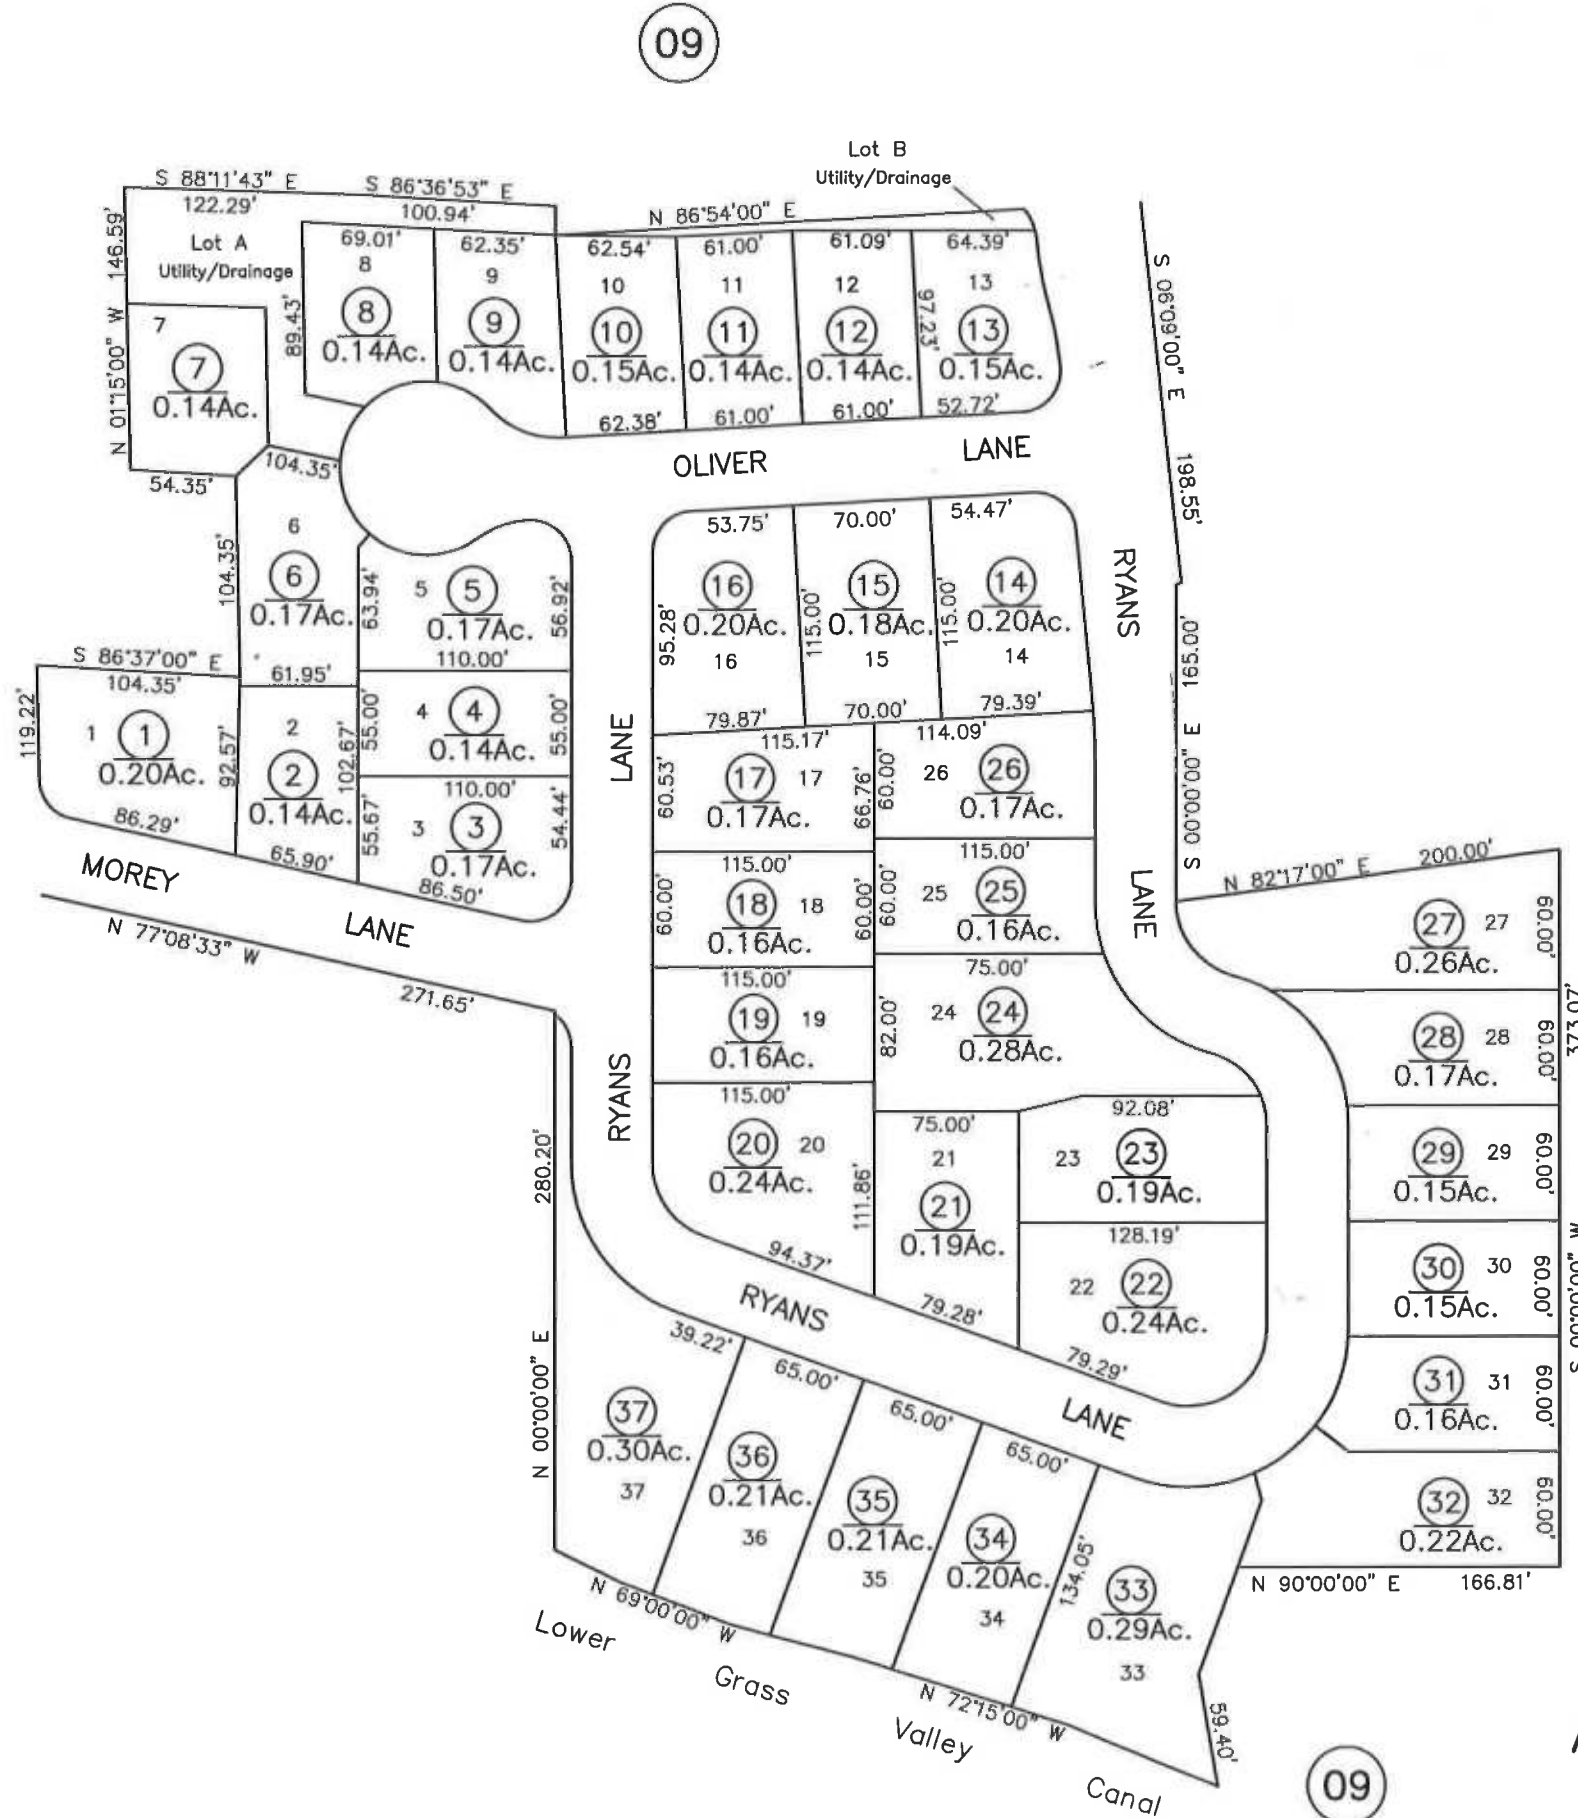 09
Lot B
Utility/Drainage
S 88°11'43" E
S 86°36'53" E
122.29'
100.94'
N 86°54'00" E
Lot A
Utility/Drainage
146.59'
N 01°15'00" W
69.01'
8
8
0.14Ac.
89.43'
62.35'
9
9
0.14Ac.
62.54'
10
10
0.15Ac.
62.38'
61.00'
11
11
0.14Ac.
61.00'
61.09'
12
12
0.14Ac.
61.00'
64.39'
13
97.23'
13
0.15Ac.
52.72'
S 06°09'00" E
198.55'
7
7
0.14Ac.
54.35'
104.35'
OLIVER LANE
6
6
0.17Ac.
104.35'
61.95'
5
5
0.17Ac.
63.94'
56.92'
110.00'
4
4
0.14Ac.
55.00'
55.00'
110.00'
3
3
0.17Ac.
55.67'
54.44'
86.50'
S 86°37'00" E
104.35'
119.22'
1
1
0.20Ac.
92.57'
86.29'
2
2
0.14Ac.
102.67'
65.90'
MOREY LANE
N 77°08'33" W
271.65'
53.75'
16
0.20Ac.
16
95.28'
79.87'
70.00'
15
0.18Ac.
15
115.00'
115.00'
70.00'
54.47'
14
0.20Ac.
14
79.39'
RYANS LANE
165.00'
S 00°00'00" E
LANE
RYANS
115.17'
17
17
0.17Ac.
60.53'
66.76'
114.09'
26
26
0.17Ac.
60.00'
115.00'
18
18
0.16Ac.
60.00'
60.00'
115.00'
25
25
0.16Ac.
60.00'
115.00'
19
19
0.16Ac.
75.00'
24
24
0.28Ac.
82.00'
115.00'
20
20
0.24Ac.
111.86'
94.37'
75.00'
21
21
0.19Ac.
79.28'
92.08'
23
23
0.19Ac.
128.19'
22
22
0.24Ac.
79.29'
N 82°17'00" E
200.00'
27
27
0.26Ac.
60.00'
28
28
0.17Ac.
60.00'
373.07'
29
29
0.15Ac.
60.00'
30
30
0.15Ac.
60.00'
S 00°00'00" W
31
31
0.16Ac.
60.00'
32
32
0.22Ac.
60.00'
N 90°00'00" E
166.81'
280.20'
N 00°00'00" E
RYANS LANE
39.22'
37
0.30Ac.
37
65.00'
36
0.21Ac.
36
65.00'
35
0.21Ac.
35
65.00'
34
0.20Ac.
34
134.05'
33
0.29Ac.
33
59.40'
N 69°00'00" W
N 72°15'00" W
Lower Grass Valley Canal
09